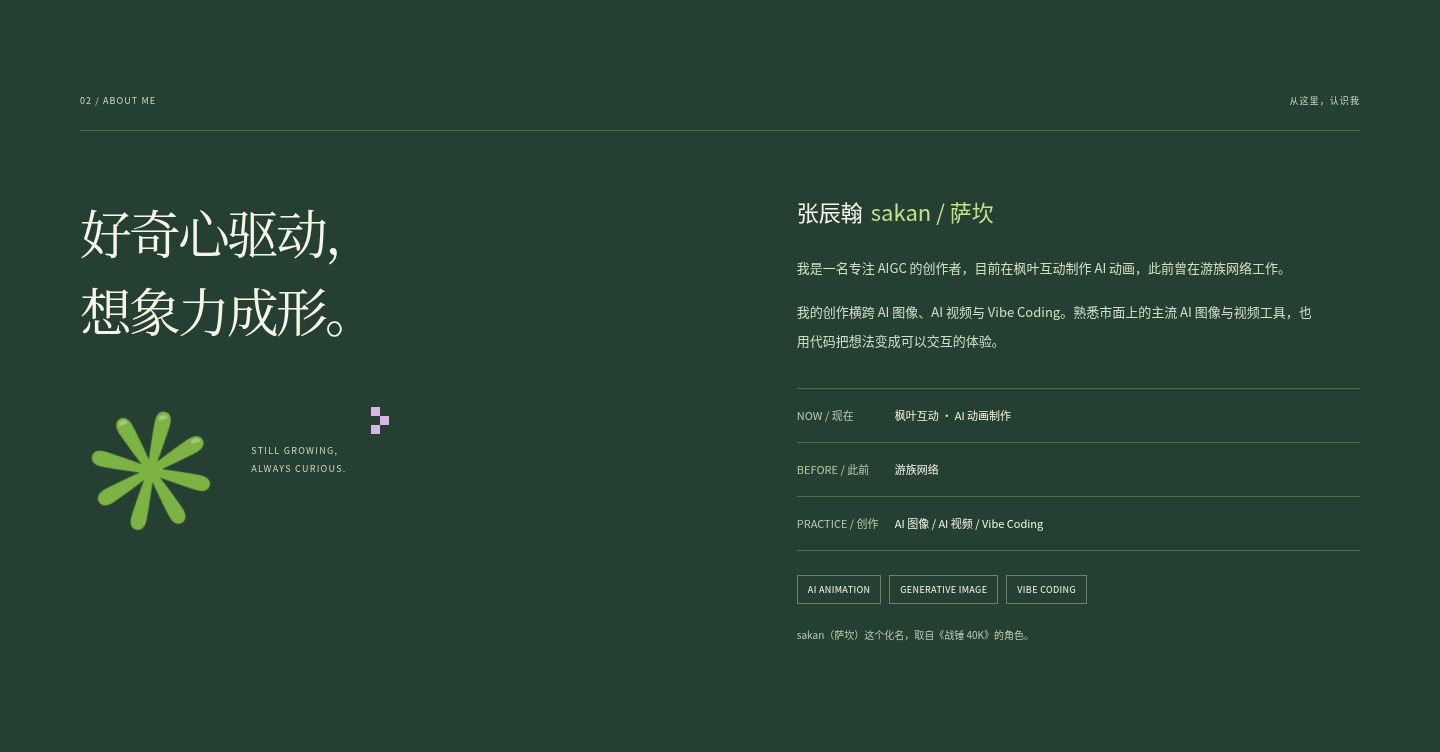 02 / ABOUT ME
从这里，认识我
好奇心驱动，
想象力成形。
STILL GROWING,
ALWAYS CURIOUS.
张辰翰 sakan / 萨坎
我是一名专注 AIGC 的创作者，目前在枫叶互动制作 AI 动画，此前曾在游族网络工作。
我的创作横跨 AI 图像、AI 视频与 Vibe Coding。熟悉市面上的主流 AI 图像与视频工具，也
用代码把想法变成可以交互的体验。
NOW / 现在 枫叶互动 · AI 动画制作
BEFORE / 此前 游族网络
PRACTICE / 创作 AI 图像 / AI 视频 / Vibe Coding
AI ANIMATION GENERATIVE IMAGE VIBE CODING
sakan（萨坎）这个化名，取自《战锤 40K》的角色。